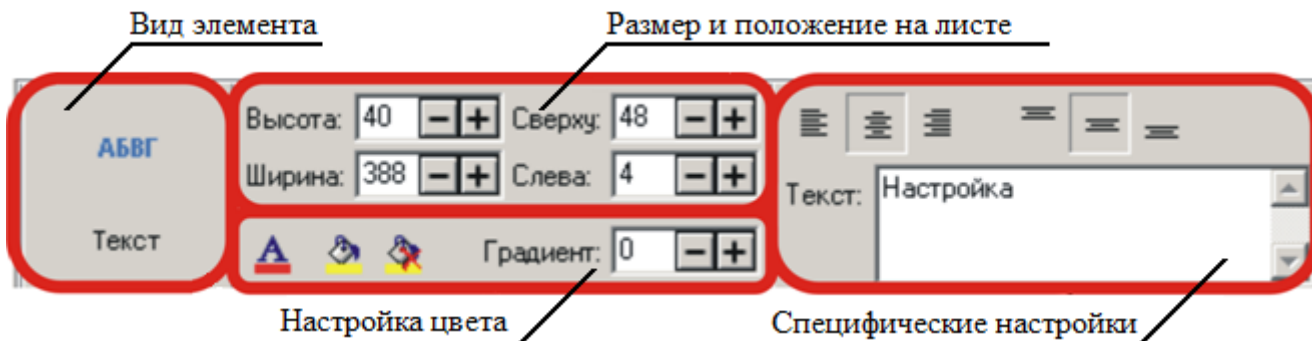 Вид элемента
Размер и положение на листе
АБВГ
Текст
Высота: 40 Сверху: 48
Ширина: 388 Слева: 4
Градиент: 0
Текст: Настройка
Настройка цвета
Специфические настройки